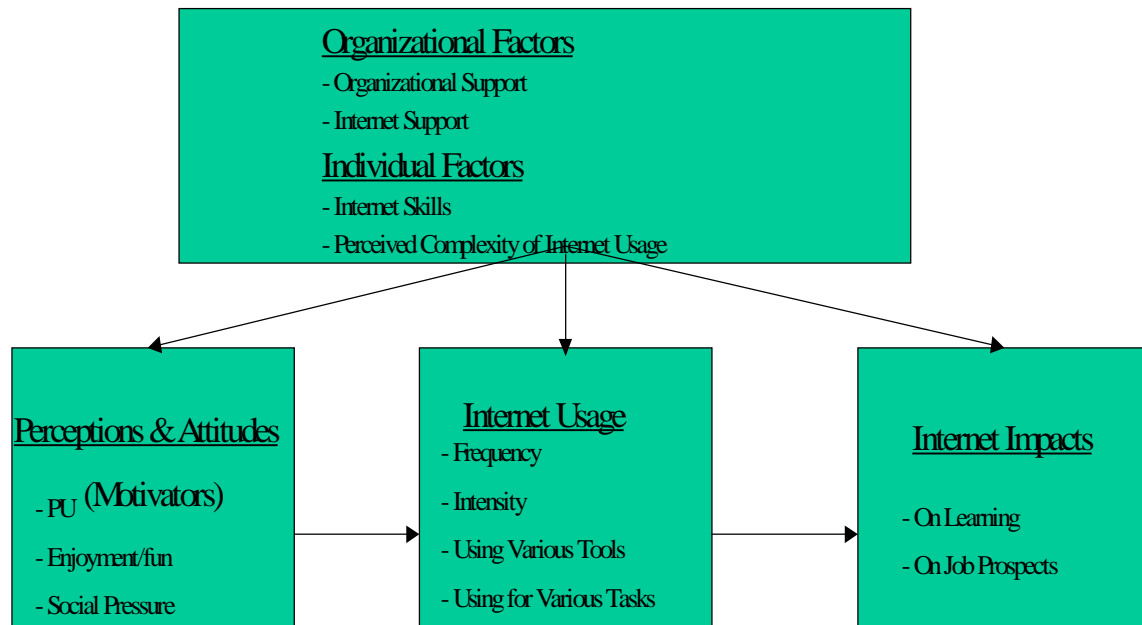 Organizational Factors
- Organizational Support
- Internet Support
Individual Factors
- Internet Skills
- Perceived Complexity of Internet Usage
Perceptions & Attitudes
(Motivators)
- PU
- Enjoyment/fun
- Social Pressure
Internet Usage
- Frequency
- Intensity
- Using Various Tools
- Using for Various Tasks
Internet Impacts
- On Learning
- On Job Prospects